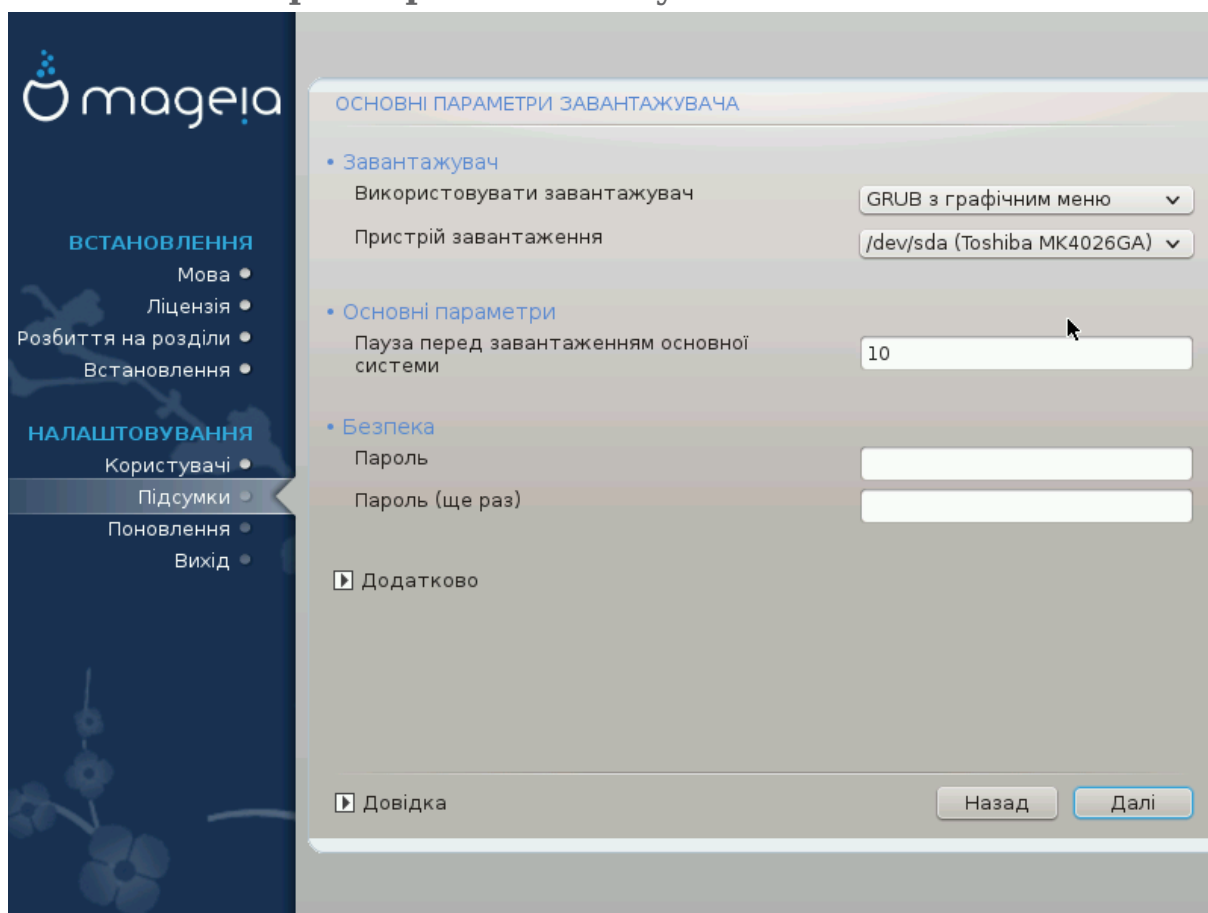 mageia
ВСТАНОВЛЕННЯ
Мова
Ліцензія
Розбиття на розділи
Встановлення
НАЛАШТОВУВАННЯ
Користувачі
Підсумки
Поновлення
Вихід
ОСНОВНІ ПАРАМЕТРИ ЗАВАНТАЖУВАЧА
• Завантажувач
Використовувати завантажувач
GRUB з графічним меню
Пристрій завантаження
/dev/sda (Toshiba MK4026GA)
• Основні параметри
Пауза перед завантаженням основної
системи
10
• Безпека
Пароль
Пароль (ще раз)
Додатково
Довідка
Назад
Далі